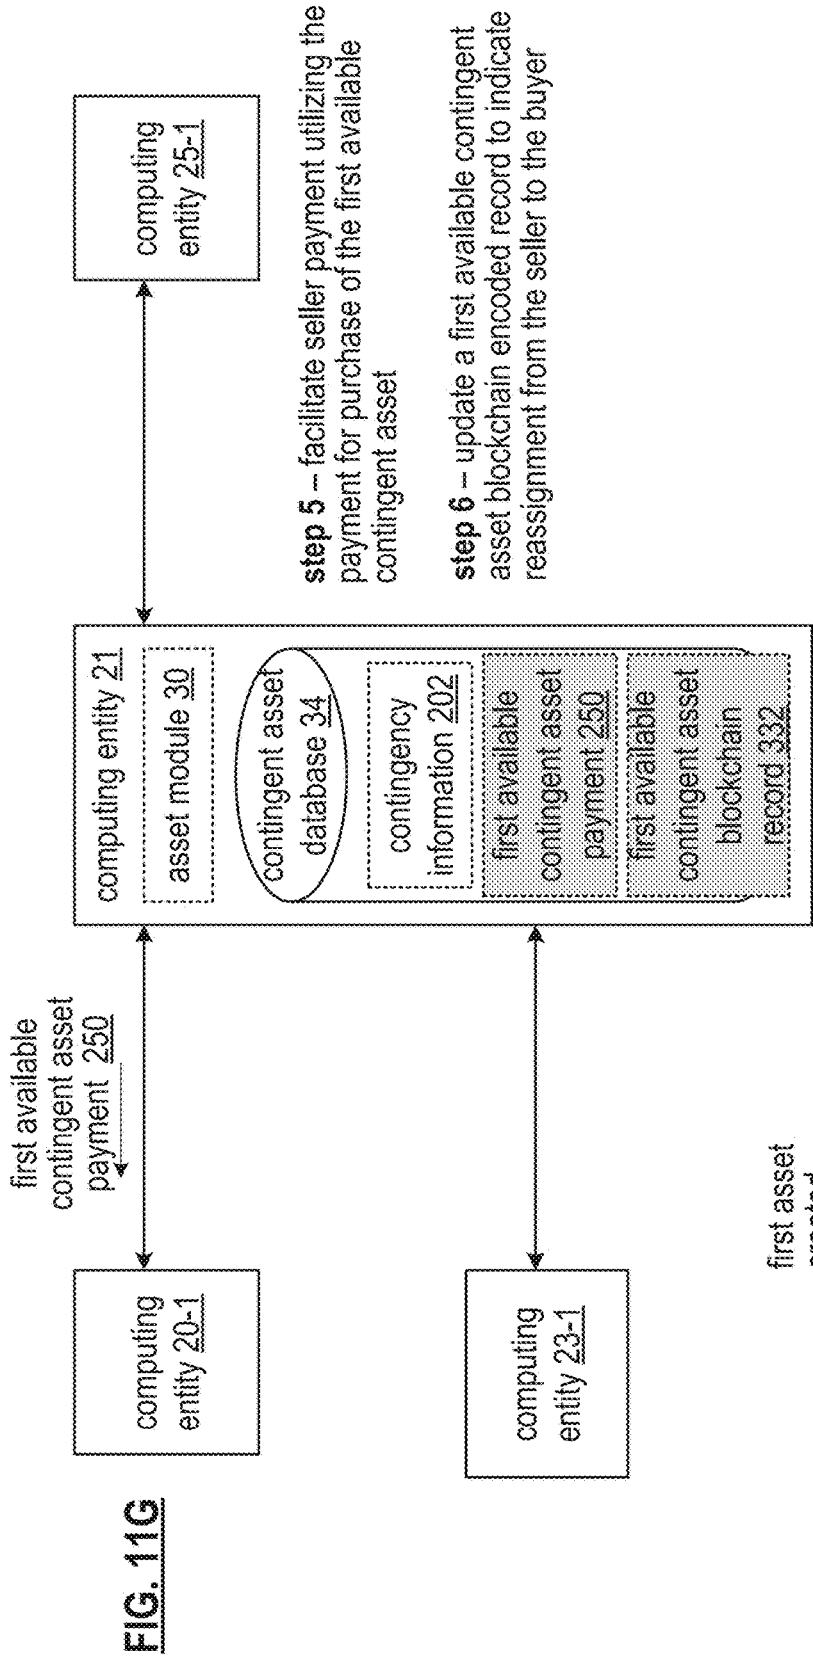 FIG. 11G
first available
contingent asset
payment 250
computing
entity 20-1
computing
entity 23-1
computing entity 21
asset module 30
contingent asset
database 34
contingency
information 202
first available
contingent asset
payment 250
first available
contingent asset
blockchain
record 332
computing
entity 25-1
step 5 – facilitate seller payment utilizing the
payment for purchase of the first available
contingent asset
step 6 – update a first available contingent
asset blockchain encoded record to indicate
reassignment from the seller to the buyer
first asset